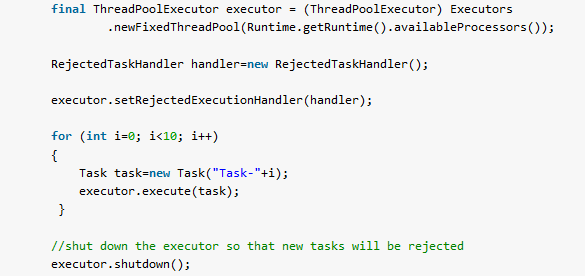 final ThreadPoolExecutor executor = (ThreadPoolExecutor) Executors
.newFixedThreadPool(Runtime.getRuntime().availableProcessors());
RejectedTaskHandler handler=new RejectedTaskHandler();
executor.setRejectedExecutionHandler(handler);
for (int i=0; i<10; i++)
{
Task task=new Task("Task-"+i);
executor.execute(task);
}
//shut down the executor so that new tasks will be rejected
executor.shutdown();